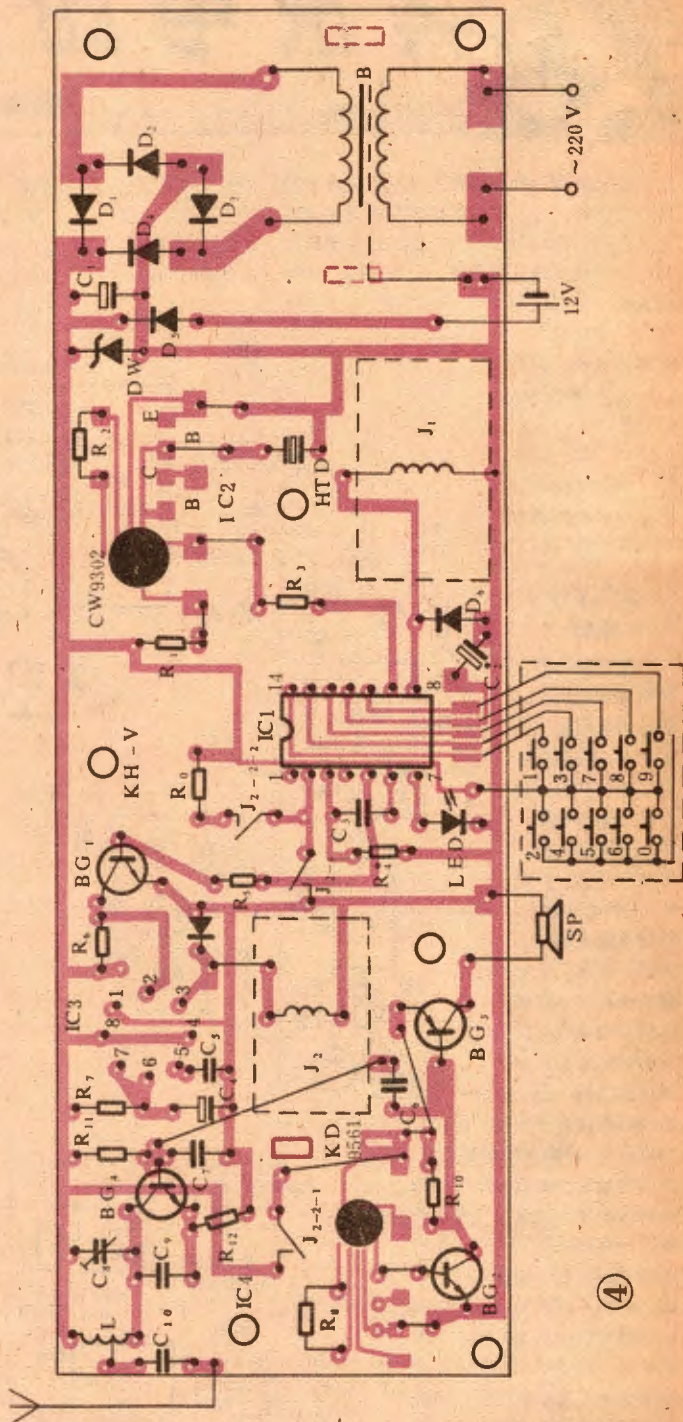 B
D₂
D₁
D₃
D₄
C₁
~220 V
12V
D₅
DW
R₂
E
B
C
B
IC2
CW9302
HTD
J₁
R₃
R₁
D₆
C₂
14
8
IC1
1
7
KH-V
R₀
J₂₋₂₋₂
C₃
LED
BG₁
R₅
R₆
IC3
8
1
2
3
4
5
6
7
C₅
R₇
R₁₁
BG₄
C₇
J₂
KD
9561
C₆
BG₃
SP
R₁₀
J₂₋₂₋₁
R₁₂
C₈
C₉
L
C₁₀
IC4
R₈
BG₂
2 1
4 3
5 7
6 8
0 9
④